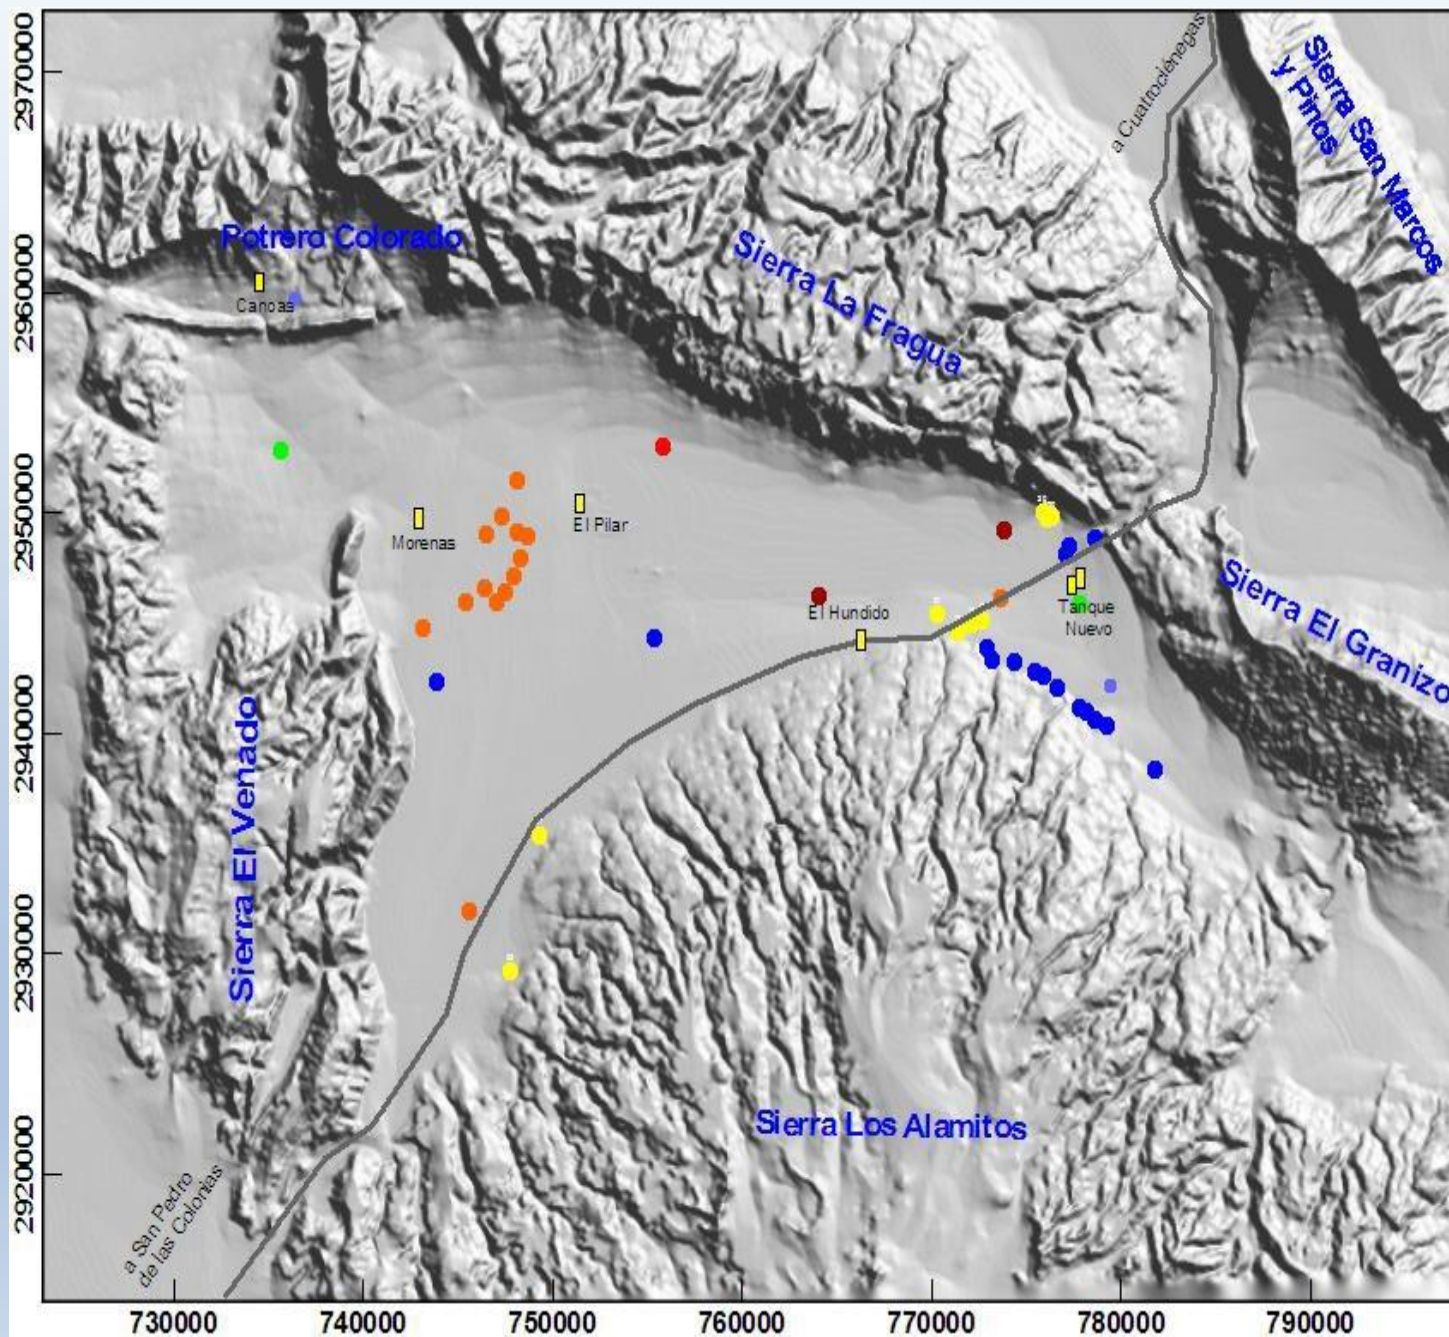 2970000
2960000
2950000
2940000
2930000
2920000
a Cuatrociénegas
Sierra San Marcos
y Pinos
Potrero Colorado
Canoas
Sierra La Fragua
Morenas
El Pilar
El Hundido
Tanque
Nuevo
Sierra El Granizo
Sierra El Venado
Sierra Los Alamitos
a San Pedro
de las Colonias
730000
740000
750000
760000
770000
780000
790000